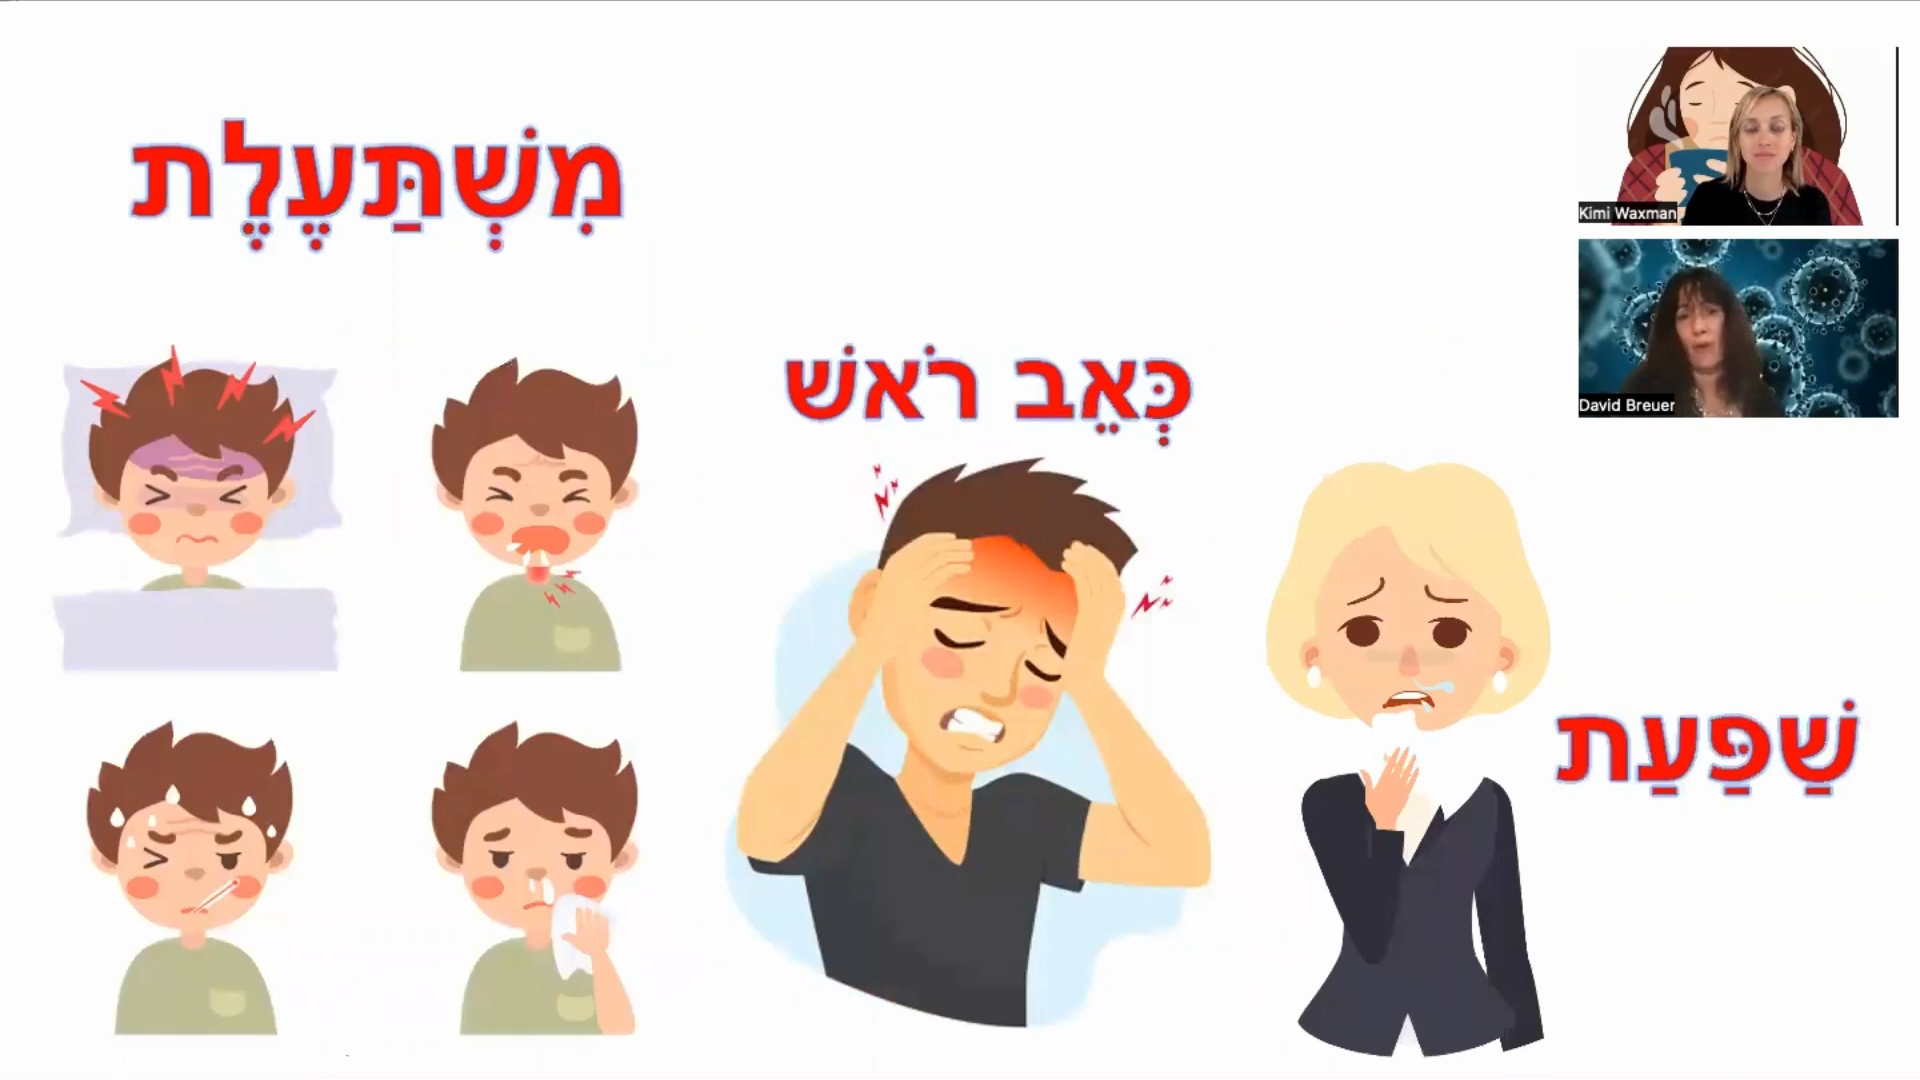 מִשְׁתַּעֶלֶת
כְּאֵב רֹאשׁ
שַׁפַּעַת
Kimi Waxman
David Breuer